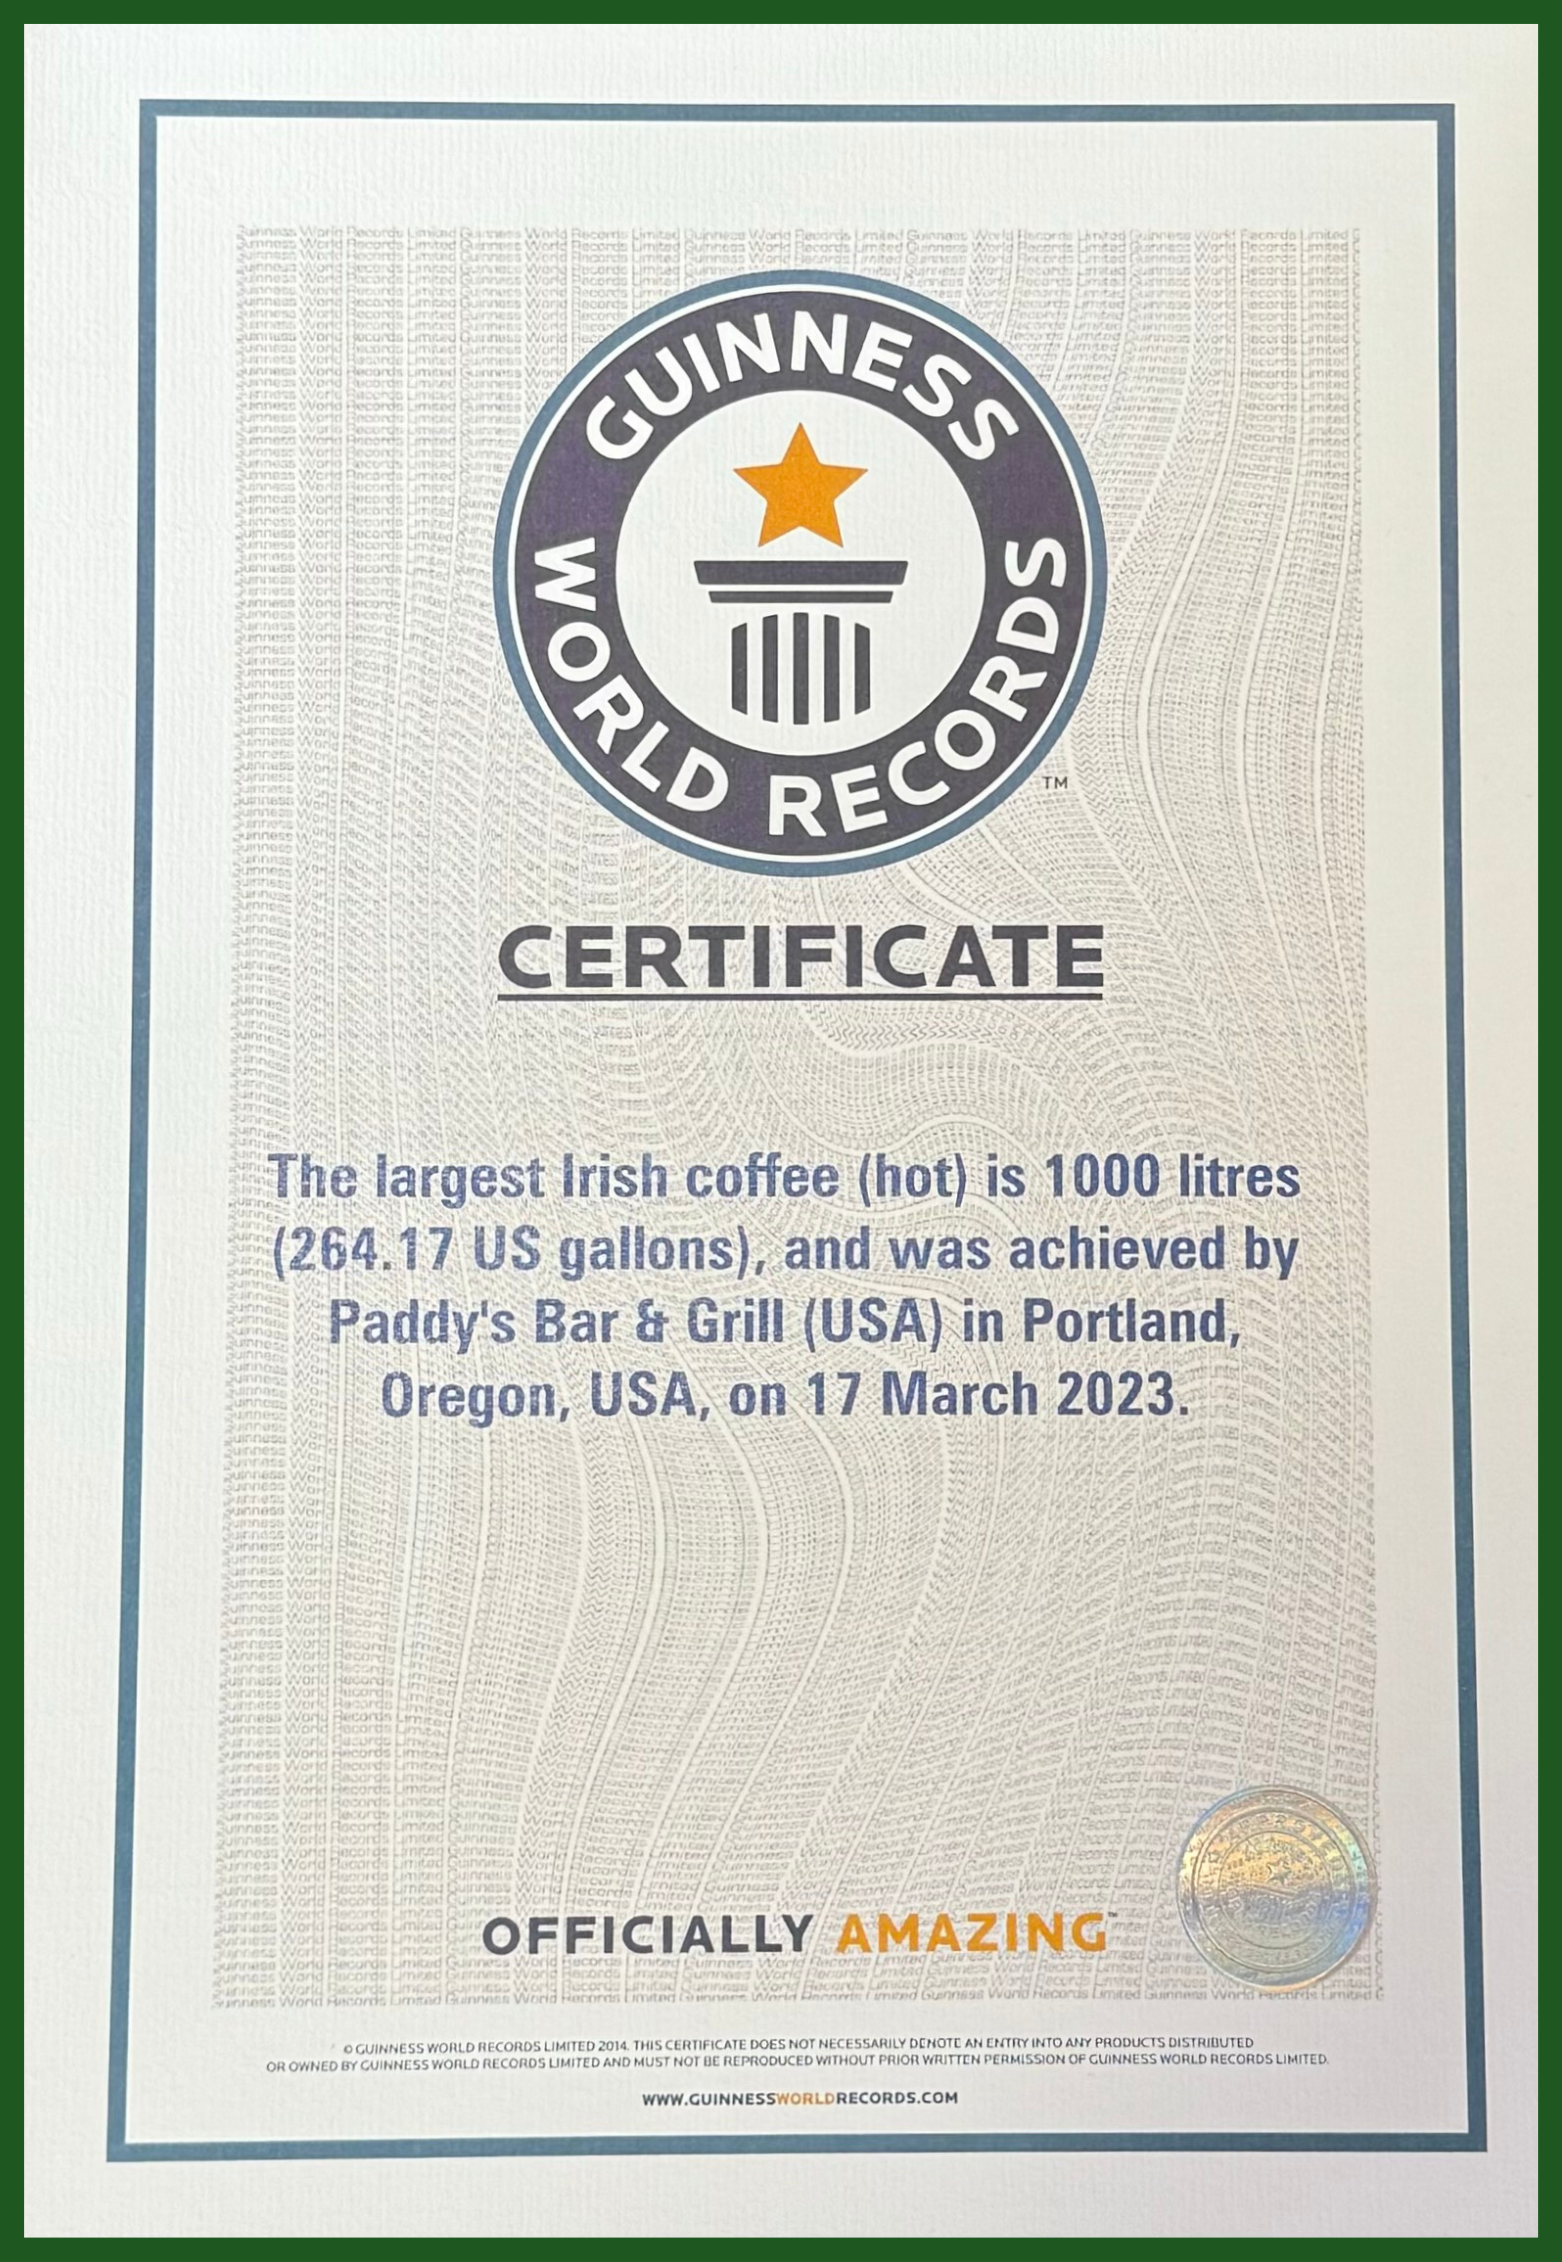 GUINNESS
WORLD RECORDS
TM
CERTIFICATE
The largest Irish coffee (hot) is 1000 litres
(264.17 US gallons), and was achieved by
Paddy's Bar & Grill (USA) in Portland,
Oregon, USA, on 17 March 2023.
OFFICIALLY AMAZING™
© GUINNESS WORLD RECORDS LIMITED 2014. THIS CERTIFICATE DOES NOT NECESSARILY DENOTE AN ENTRY INTO ANY PRODUCTS DISTRIBUTED
OR OWNED BY GUINNESS WORLD RECORDS LIMITED AND MUST NOT BE REPRODUCED WITHOUT PRIOR WRITTEN PERMISSION OF GUINNESS WORLD RECORDS LIMITED.
WWW.GUINNESSWORLDRECORDS.COM